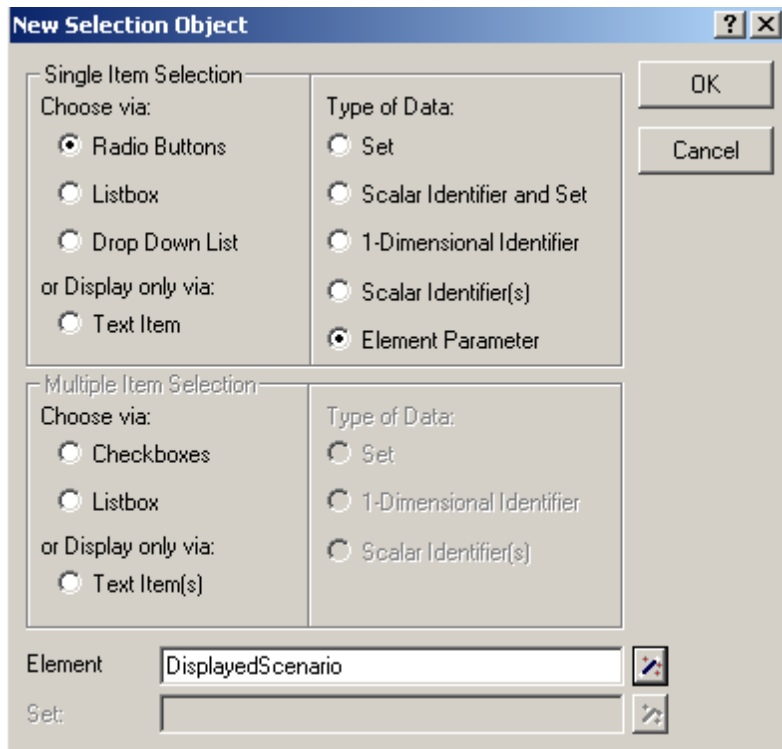 New Selection Object
OK
Cancel
Single Item Selection
Choose via:
Radio Buttons
Listbox
Drop Down List
or Display only via:
Text Item
Type of Data:
Set
Scalar Identifier and Set
1-Dimensional Identifier
Scalar Identifier(s)
Element Parameter
Multiple Item Selection
Choose via:
Checkboxes
Listbox
or Display only via:
Text Item(s)
Type of Data:
Set
1-Dimensional Identifier
Scalar Identifier(s)
Element DisplayedScenario
Set: